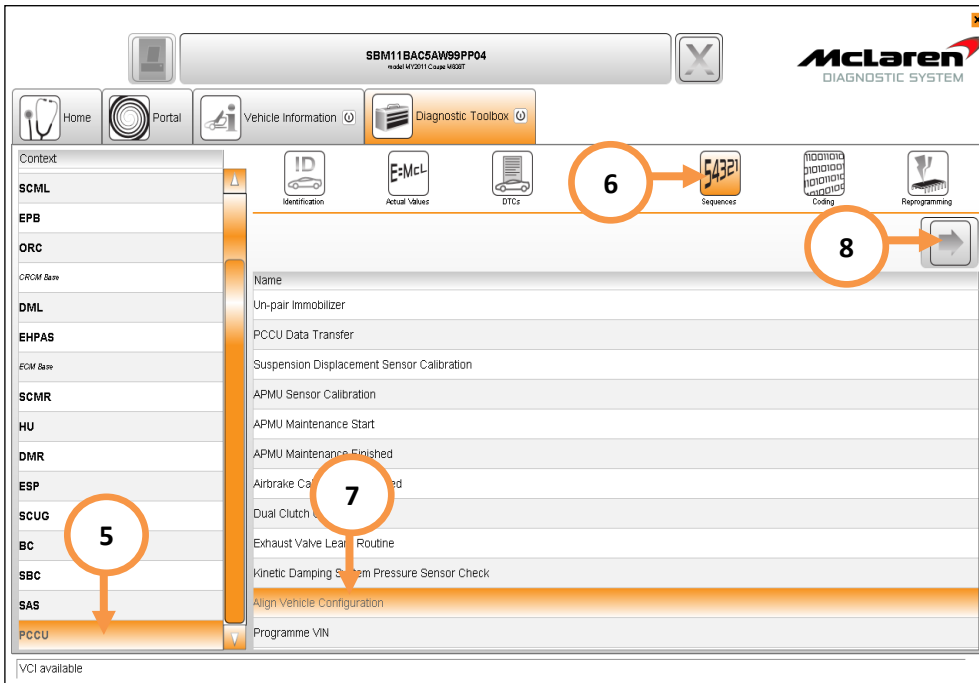 SBM11BAC5AW99PP04
model MY2011 Coupe
McLaren
DIAGNOSTIC SYSTEM
Home
Portal
Vehicle Information
Diagnostic Toolbox
Context
SCML
EPB
ORC
CRCM Base
DML
EHPAS
ECM Base
SCMR
HU
DMR
ESP
SCUG
BC
SBC
SAS
PCCU
5
ID
Identification
E=McL
Actual Values
DTCs
6
54321
Sequences
Coding
Reprogramming
8
Name
Un-pair Immobilizer
PCCU Data Transfer
Suspension Displacement Sensor Calibration
APMU Sensor Calibration
APMU Maintenance Start
APMU Maintenance Finished
Airbrake
Dual Clutch
7
Exhaust Valve Learn Routine
Kinetic Damping System Pressure Sensor Check
Align Vehicle Configuration
Programme VIN
VCI available